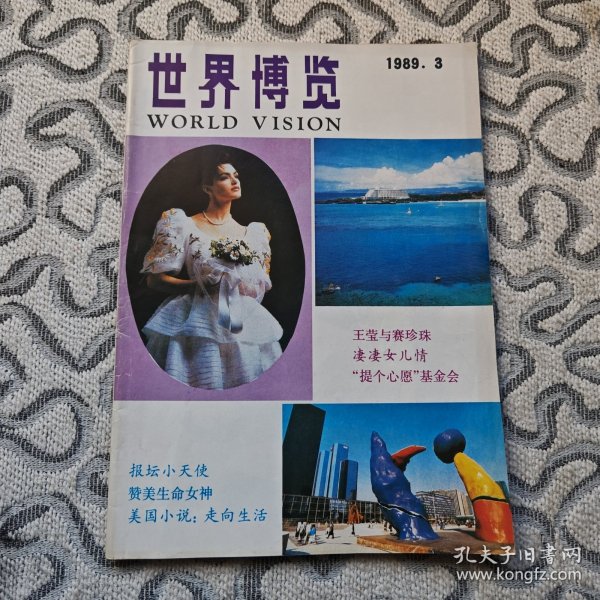 世界博览
1989. 3
WORLD VISION
王莹与赛珍珠
凄凄女儿情
“提个心愿”基金会
报坛小天使
赞美生命女神
美国小说：走向生活
孔夫子旧书网
www.kongfz.com